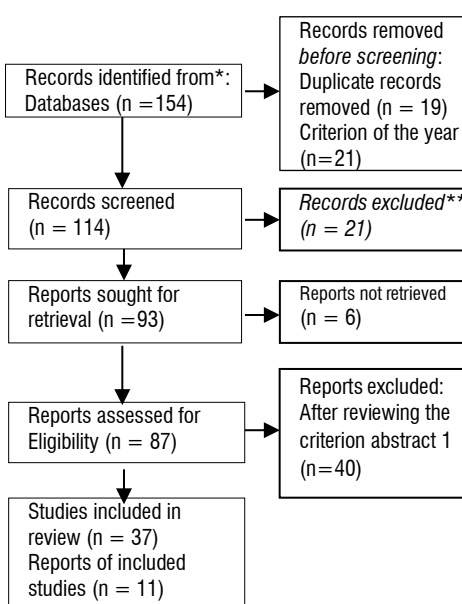 Records identified from*:
Databases (n =154)
Records removed
before screening:
Duplicate records
removed (n = 19)
Criterion of the year
(n=21)
Records screened
(n = 114)
Records excluded**
(n = 21)
Reports sought for
retrieval (n =93)
Reports not retrieved
(n = 6)
Reports assessed for
Eligibility (n = 87)
Reports excluded:
After reviewing the
criterion abstract 1
(n=40)
Studies included in
review (n = 37)
Reports of included
studies (n = 11)